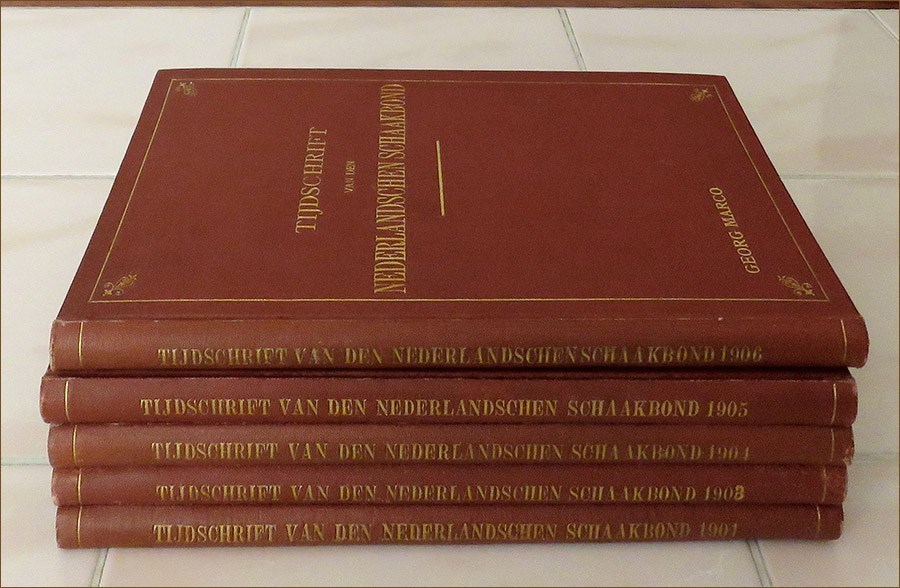 TIJDSCHRIFT
VAN DEN
NEDERLANDSCHEN SCHAAKBOND
GEORG MARCO
TIJDSCHRIFT VAN DEN NEDERLANDSCHEN SCHAAKBOND 1906
TIJDSCHRIFT VAN DEN NEDERLANDSCHEN SCHAAKBOND 1905
TIJDSCHRIFT VAN DEN NEDERLANDSCHEN SCHAAKBOND 1904
TIJDSCHRIFT VAN DEN NEDERLANDSCHEN SCHAAKBOND 1903
TIJDSCHRIFT VAN DEN NEDERLANDSCHEN SCHAAKBOND 1901